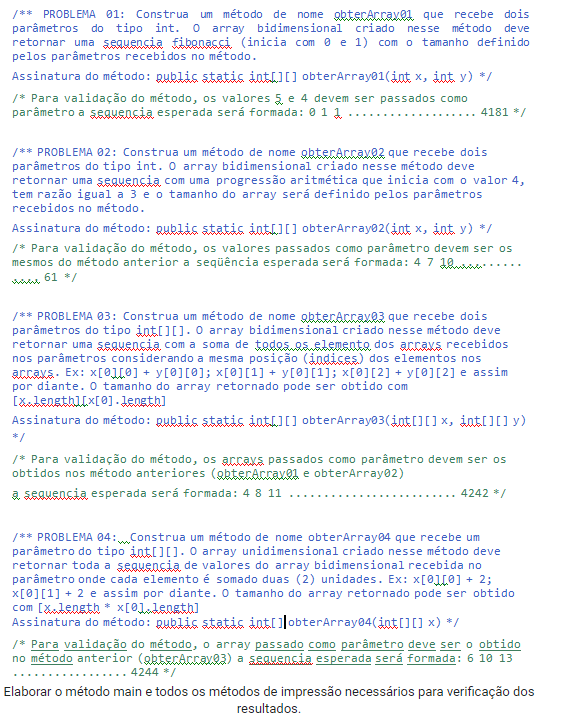 /** PROBLEMA 01: Construa um método de nome obterArray01 que recebe dois
parâmetros do tipo int. O array bidimensional criado nesse método deve
retornar uma sequencia fibonacci (inicia com 0 e 1) com o tamanho definido
pelos parâmetros recebidos no método.
Assinatura do método: public static int[][] obterArray01(int x, int y) */
/* Para validação do método, os valores 5 e 4 devem ser passados como
parâmetro a sequencia esperada será formada: 0 1 1 ................... 4181 */
/** PROBLEMA 02: Construa um método de nome obterArray02 que recebe dois
parâmetros do tipo int. O array bidimensional criado nesse método deve
retornar uma sequencia com uma progressão aritmética que inicia com o valor 4,
tem razão igual a 3 e o tamanho do array será definido pelos parâmetros
recebidos no método.
Assinatura do método: public static int[][] obterArray02(int x, int y) */
/* Para validação do método, os valores passados como parâmetro devem ser os
mesmos do método anterior a seqüência esperada será formada: 4 7 10 ..........
.... 61 */
/** PROBLEMA 03: Construa um método de nome obterArray03 que recebe dois
parâmetros do tipo int[][]. O array bidimensional criado nesse método deve
retornar uma sequencia com a soma de todos os elemento dos arrays recebidos
nos parâmetros considerando a mesma posição (índices) dos elementos nos
arrays. Ex: x[0][0] + y[0][0]; x[0][1] + y[0][1]; x[0][2] + y[0][2] e assim
por diante. O tamanho do array retornado pode ser obtido com
[x.length][x[0].length]
Assinatura do método: public static int[][] obterArray03(int[][] x, int[][] y)
*/
/* Para validação do método, os arrays passados como parâmetro devem ser os
obtidos nos método anteriores (obterArray01 e obterArray02)
a sequencia esperada será formada: 4 8 11 ........................ 4242 */
/** PROBLEMA 04: Construa um método de nome obterArray04 que recebe um
parâmetro do tipo int[][]. O array unidimensional criado nesse método deve
retornar toda a sequencia de valores do array bidimensional recebida no
parâmetro onde cada elemento é somado duas (2) unidades. Ex: x[0][0] + 2;
x[0][1] + 2 e assim por diante. O tamanho do array retornado pode ser obtido
com [x.length * x[0].length]
Assinatura do método: public static int[] obterArray04(int[][] x) */
/* Para validação do método, o array passado como parâmetro deve ser o obtido
no método anterior (obterArray03) a sequencia esperada será formada: 6 10 13
................. 4244 */
Elaborar o método main e todos os métodos de impressão necessários para verificação dos
resultados.